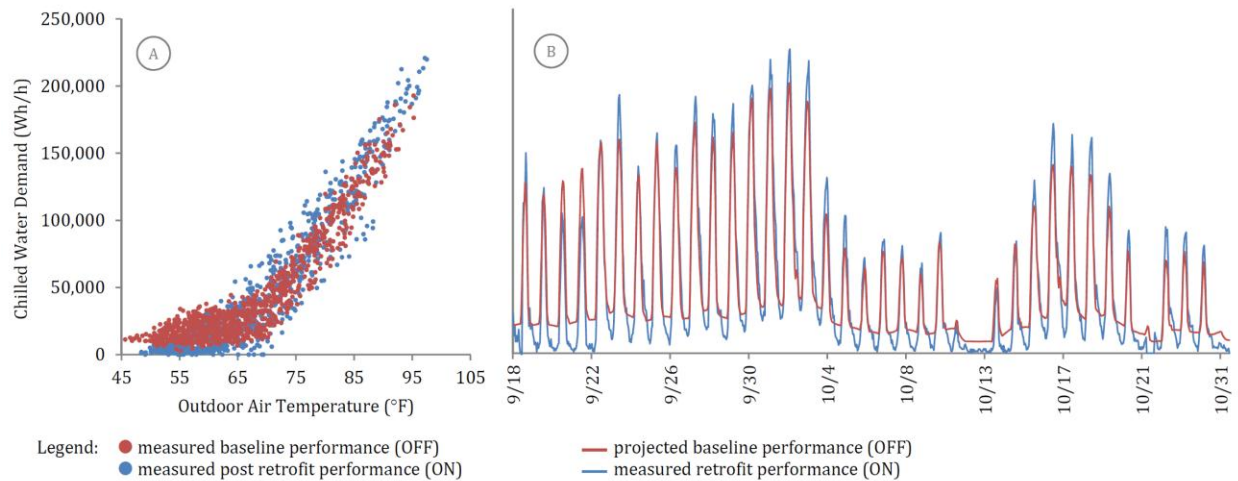 A
Chilled Water Demand (Wh/h)
250,000
200,000
150,000
100,000
50,000
0
45 55 65 75 85 95 105
Outdoor Air Temperature (°F)
B
9/18 9/22 9/26 9/30 10/4 10/8 10/13 10/17 10/21 10/31
Legend:
measured baseline performance (OFF)
measured post retrofit performance (ON)
projected baseline performance (OFF)
measured retrofit performance (ON)